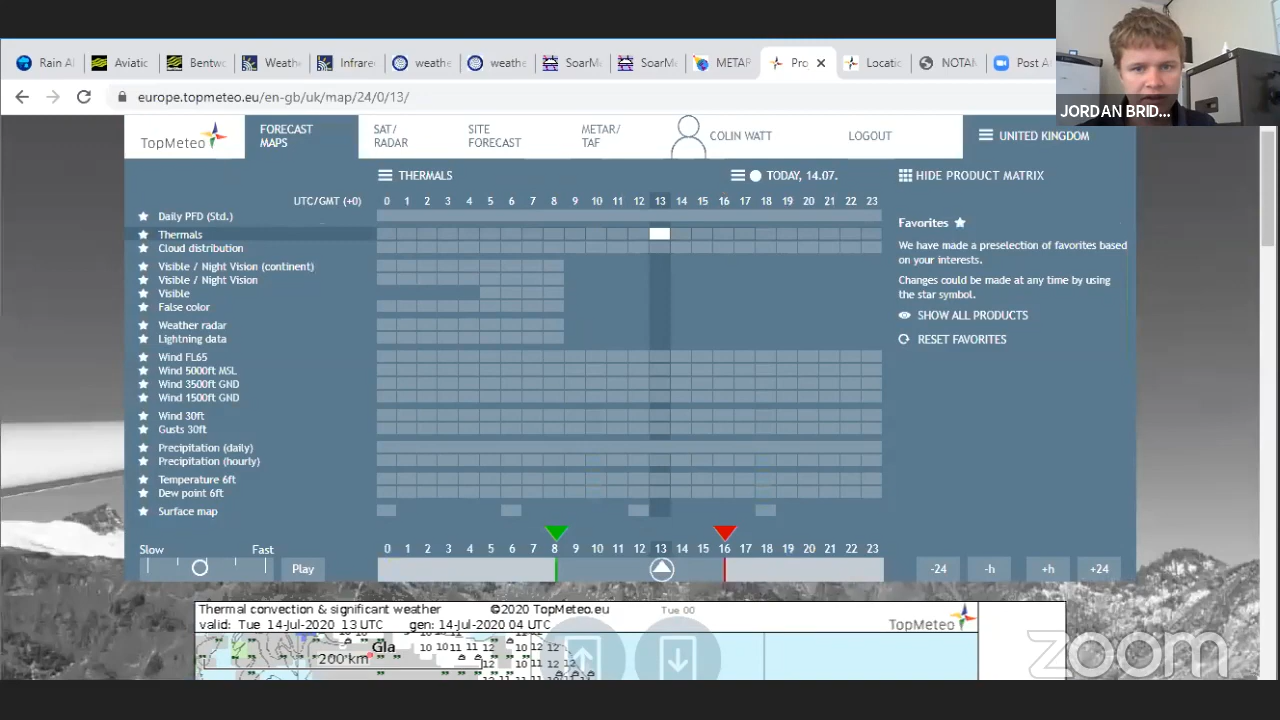 Rain Al
Aviatic
Bentwo
Weath
Infrare
weathe
weathe
SoarMe
SoarMe
METAR
Pro
Locatio
NOTAM
Post A
europe.topmeteo.eu/en-gb/uk/map/24/0/13/
JORDAN BRID...
TopMeteo
FORECAST MAPS
SAT/ RADAR
SITE FORECAST
METAR/ TAF
COLIN WATT
LOGOUT
UNITED KINGDOM
THERMALS
TODAY, 14.07.
HIDE PRODUCT MATRIX
UTC/GMT (+0) 0 1 2 3 4 5 6 7 8 9 10 11 12 13 14 15 16 17 18 19 20 21 22 23
Daily PFD (Std.)
Thermals
Cloud distribution
Visible / Night Vision (continent)
Visible / Night Vision
Visible
False color
Weather radar
Lightning data
Wind FL65
Wind 5000ft MSL
Wind 3500ft GND
Wind 1500ft GND
Wind 30ft
Gusts 30ft
Precipitation (daily)
Precipitation (hourly)
Temperature 6ft
Dew point 6ft
Surface map
Favorites
We have made a preselection of favorites based
on your interests.
Changes could be made at any time by using
the star symbol.
SHOW ALL PRODUCTS
RESET FAVORITES
Slow Fast
Play
0 1 2 3 4 5 6 7 8 9 10 11 12 13 14 15 16 17 18 19 20 21 22 23
-24 -h +h +24
Thermal convection & significant weather ©2020 TopMeteo.eu Tue 00
valid: Tue 14-Jul-2020 13 UTC gen: 14-Jul-2020 04 UTC
TopMeteo
Gla
200 km
zoom